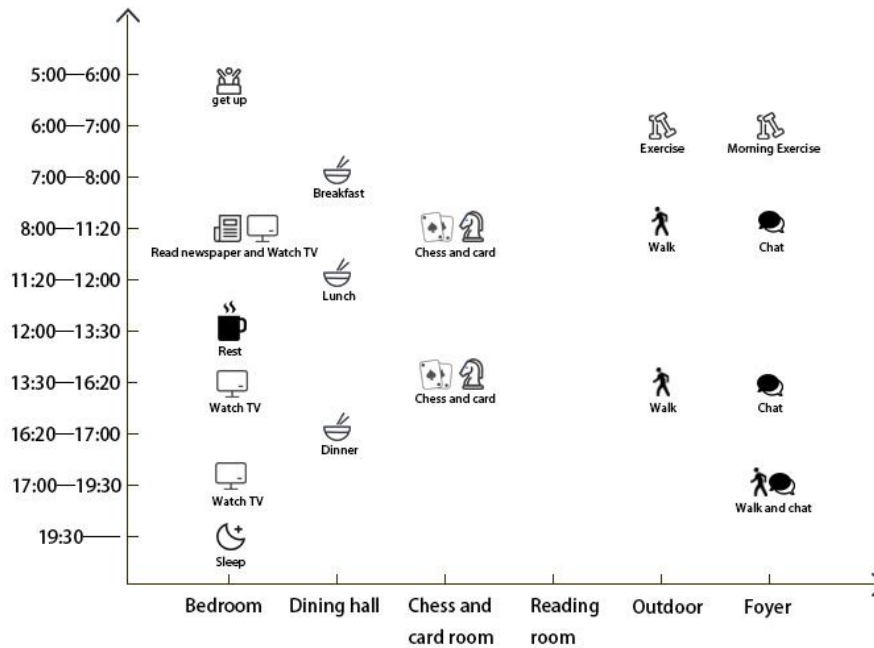 5:00—6:00
get up
6:00—7:00
Exercise
Morning Exercise
7:00—8:00
Breakfast
8:00—11:20
Read newspaper and Watch TV
Chess and card
Walk
Chat
11:20—12:00
Lunch
12:00—13:30
Rest
13:30—16:20
Watch TV
Chess and card
Walk
Chat
16:20—17:00
Dinner
17:00—19:30
Watch TV
Walk and chat
19:30—
Sleep
Bedroom
Dining hall
Chess and
card room
Reading
room
Outdoor
Foyer